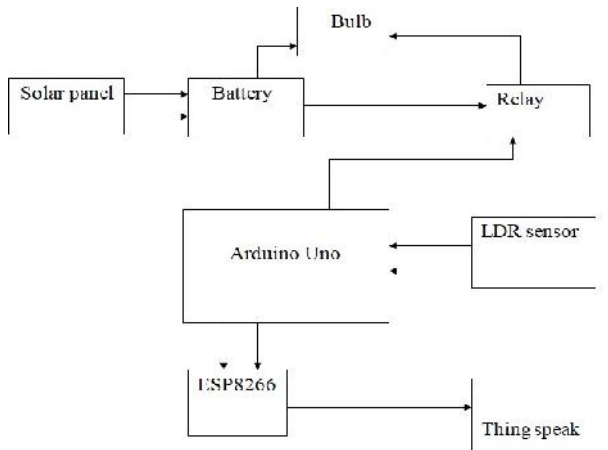 Bulb
Solar panel
Battery
Relay
Arduino Uno
LDR sensor
ESP8266
Thing speak